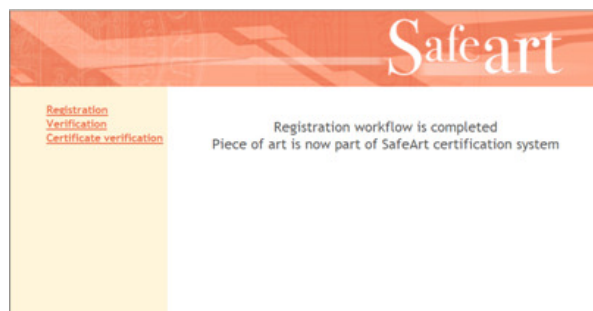 Safeart
Registration
Verification
Certificate verification
Registration workflow is completed
Piece of art is now part of SafeArt certification system